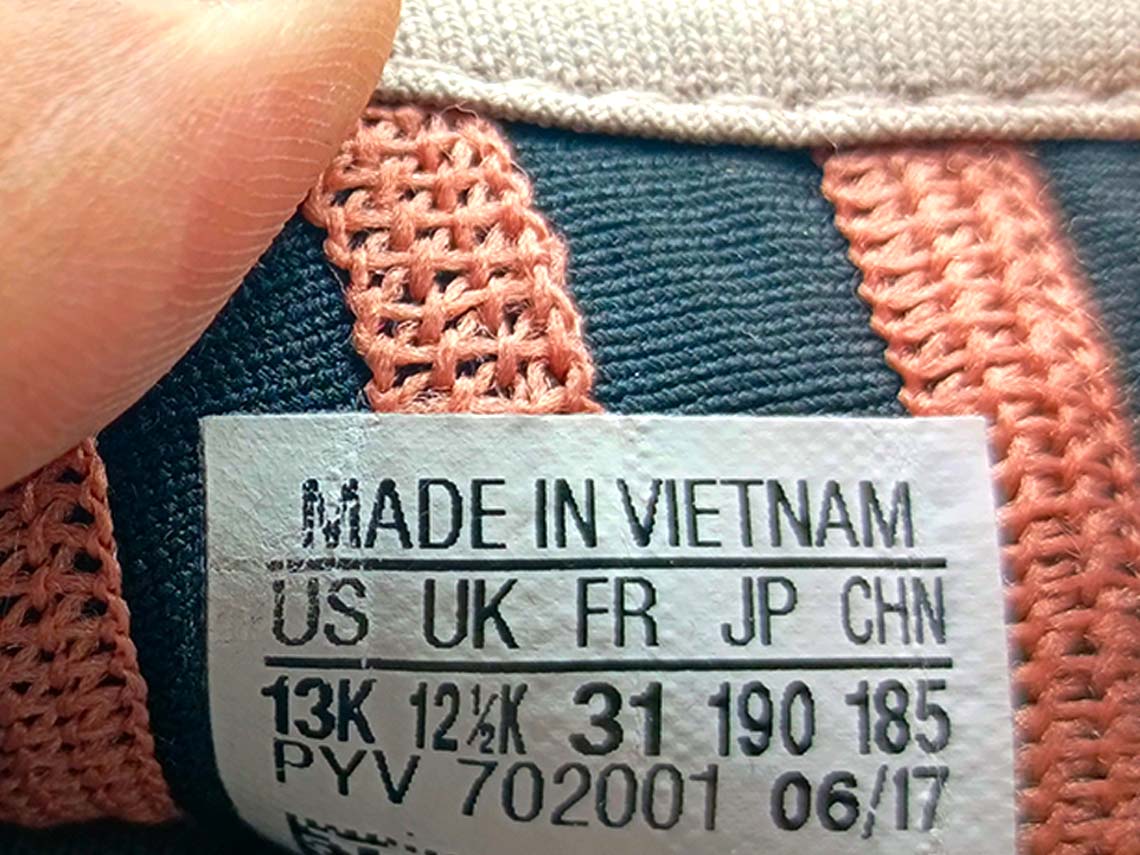 MADE IN VIETNAM
US UK FR JP CHN
13K 12½K 31 190 185
PYV 702001 06/17